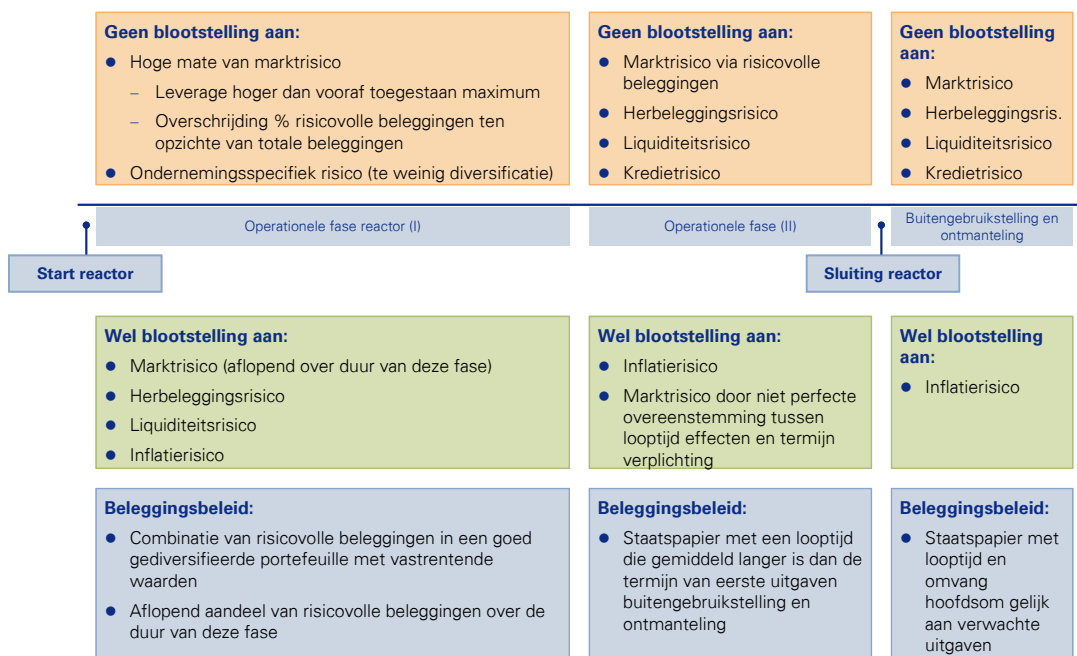 Geen blootstelling aan:
● Hoge mate van marktrisico
– Leverage hoger dan vooraf toegestaan maximum
– Overschrijding % risicovolle beleggingen ten
opzichte van totale beleggingen
● Ondernemingsspecifiek risico (te weinig diversificatie)
Geen blootstelling aan:
● Marktrisico via risicovolle
beleggingen
● Herbeleggingsrisico
● Liquiditeitsrisico
● Kredietrisico
Geen blootstelling
aan:
● Marktrisico
● Herbeleggingsris.
● Liquiditeitsrisico
● Kredietrisico
Operationele fase reactor (I)
Operationele fase (II)
Buitengebruikstelling en
ontmanteling
Start reactor
Sluiting reactor
Wel blootstelling aan:
● Marktrisico (aflopend over duur van deze fase)
● Herbeleggingsrisico
● Liquiditeitsrisico
● Inflatierisico
Wel blootstelling aan:
● Inflatierisico
● Marktrisico door niet perfecte
overeenstemming tussen
looptijd effecten en termijn
verplichting
Wel blootstelling
aan:
● Inflatierisico
Beleggingsbeleid:
● Combinatie van risicovolle beleggingen in een goed
gediversifieerde portefeuille met vastrentende
waarden
● Aflopend aandeel van risicovolle beleggingen over de
duur van deze fase
Beleggingsbeleid:
● Staatspapier met een looptijd
die gemiddeld langer is dan de
termijn van eerste uitgaven
buitengebruikstelling en
ontmanteling
Beleggingsbeleid:
● Staatspapier met
looptijd en
omvang
hoofdsom gelijk
aan verwachte
uitgaven